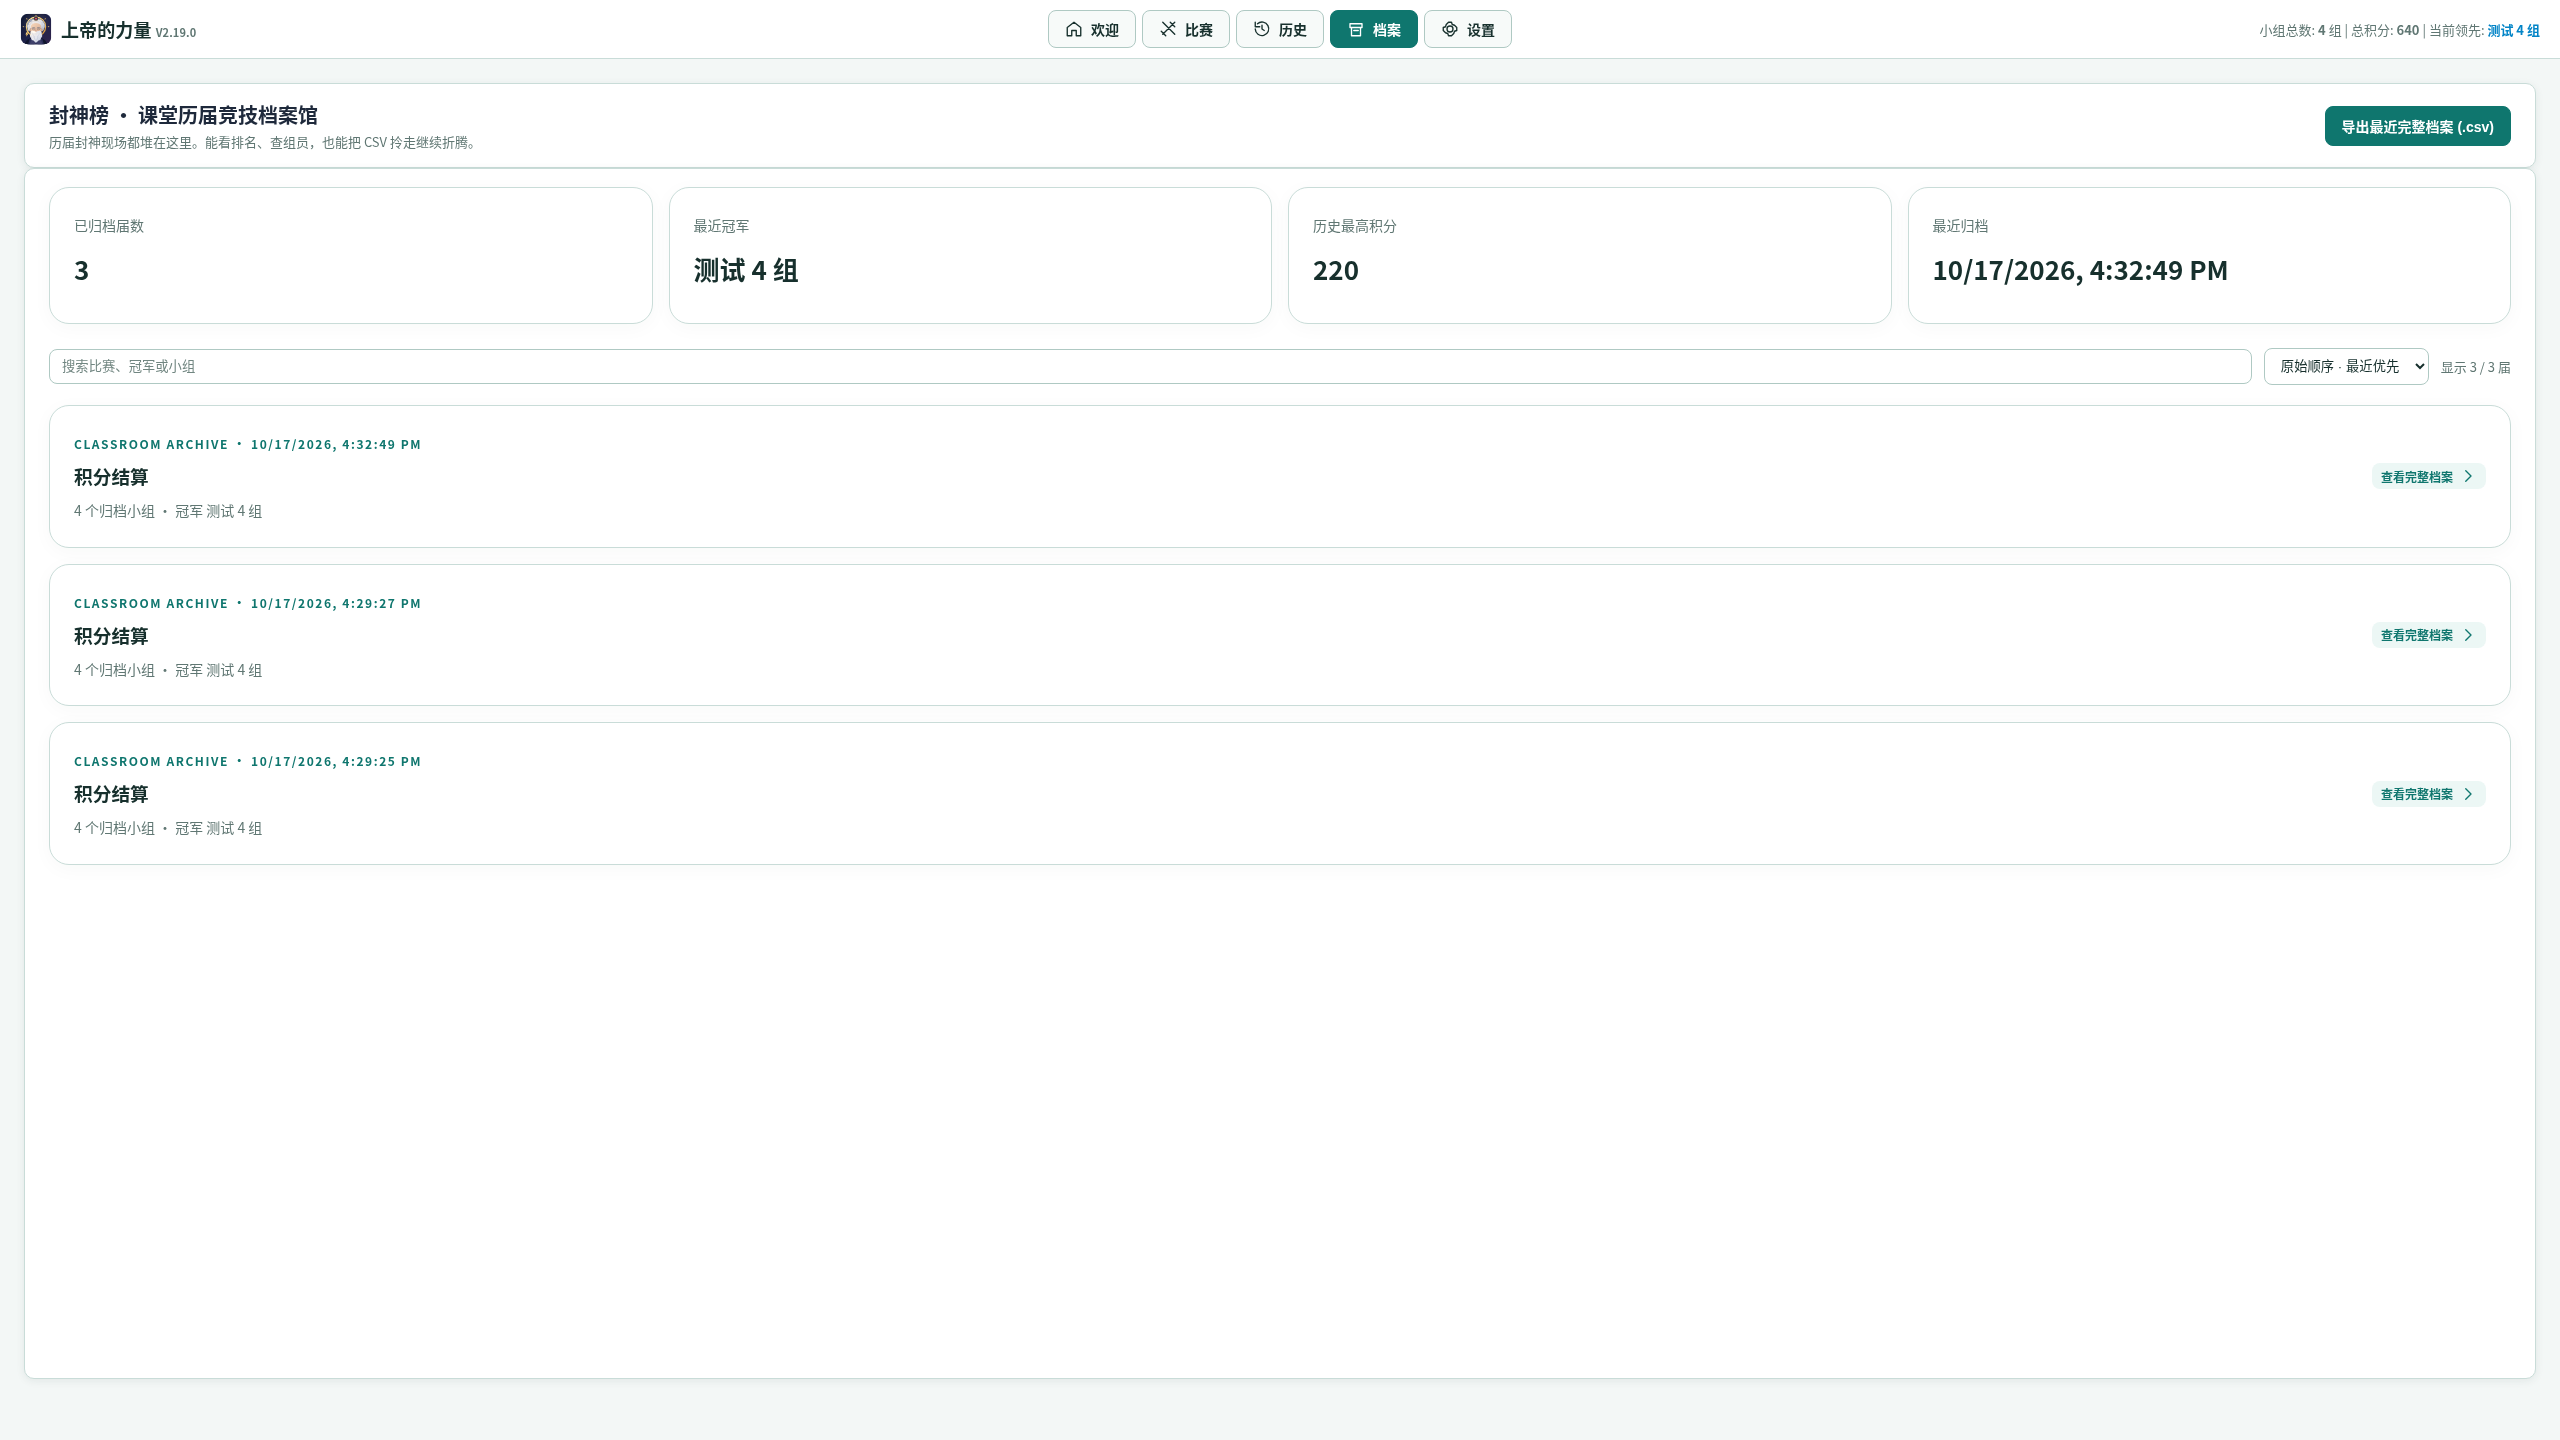 上帝的力量 V2.19.0
欢迎
比赛
历史
档案
设置
小组总数: 4 组 | 总积分: 640 | 当前领先: 测试 4 组
封神榜 · 课堂历届竞技档案馆
历届封神现场都堆在这里。能看排名、查组员，也能把 CSV 拎走继续折腾。
导出最近完整档案 (.csv)
已归档届数
3
最近冠军
测试 4 组
历史最高积分
220
最近归档
10/17/2026, 4:32:49 PM
搜索比赛、冠军或小组
原始顺序 · 最近优先
显示 3 / 3 届
CLASSROOM ARCHIVE · 10/17/2026, 4:32:49 PM
积分结算
4 个归档小组 · 冠军 测试 4 组
查看完整档案
CLASSROOM ARCHIVE · 10/17/2026, 4:29:27 PM
积分结算
4 个归档小组 · 冠军 测试 4 组
查看完整档案
CLASSROOM ARCHIVE · 10/17/2026, 4:29:25 PM
积分结算
4 个归档小组 · 冠军 测试 4 组
查看完整档案